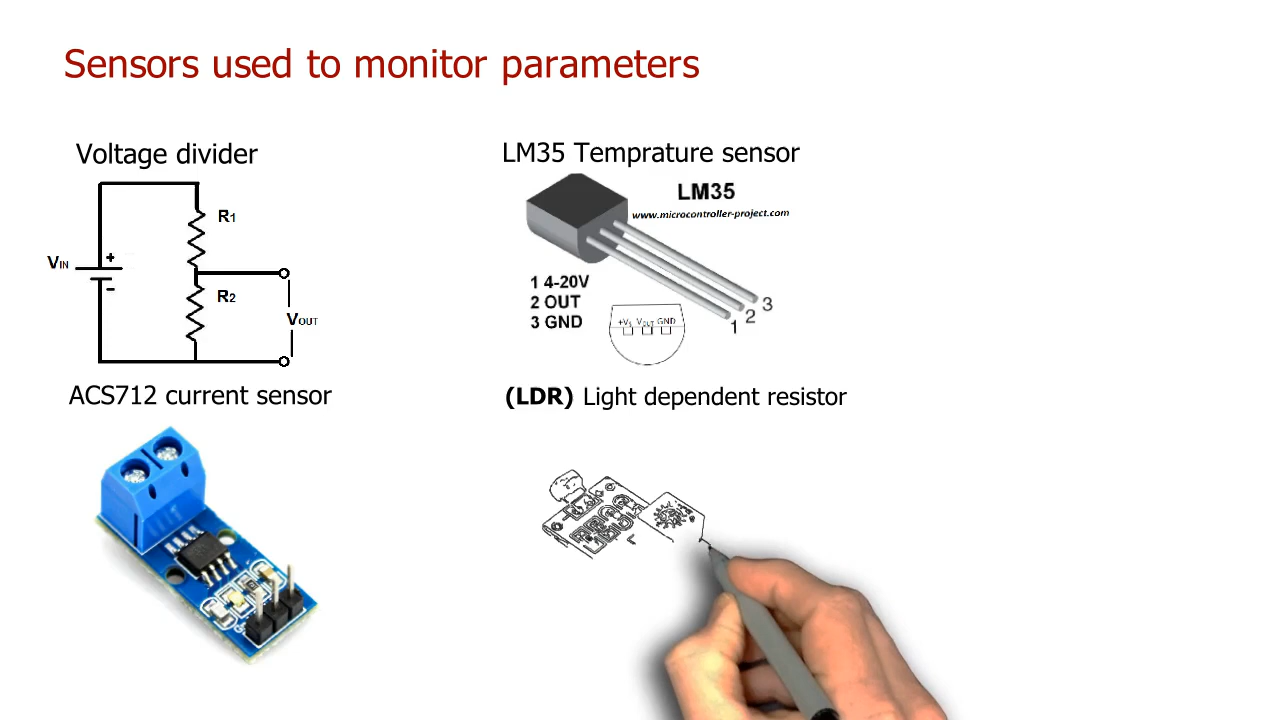 Sensors used to monitor parameters
Voltage divider
R1
VIN
+
-
R2
VOUT
LM35 Temprature sensor
LM35
www.microcontroller-project.com
1 4-20V
2 OUT
3 GND
+VS VOUT GND
1
2
3
ACS712 current sensor
(LDR) Light dependent resistor